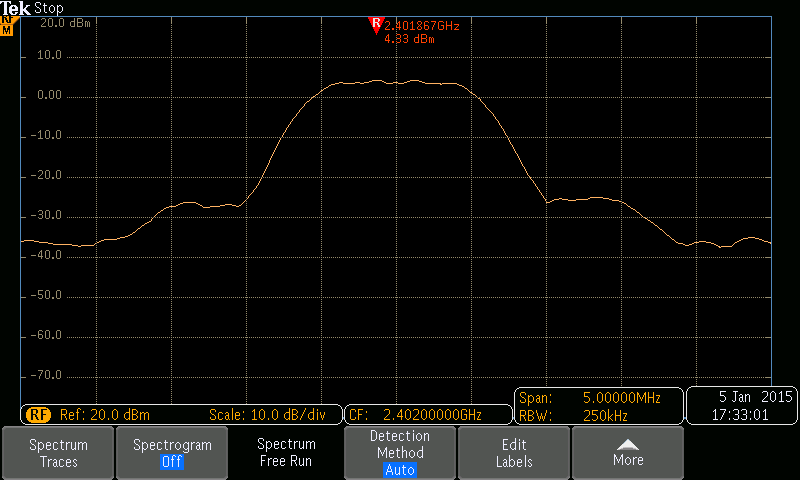 Tek Stop
RF
M
20.0 dBm
R
2.401867GHz
4.33 dBm
10.0
0.00
-10.0
-20.0
-30.0
-40.0
-50.0
-60.0
-70.0
RF Ref: 20.0 dBm Scale: 10.0 dB/div
CF: 2.40200000GHz
Span: 5.00000MHz
RBW: 250kHz
5 Jan 2015
17:33:01
Spectrum
Traces
Spectrogram
Off
Spectrum
Free Run
Detection
Method
Auto
Edit
Labels
More